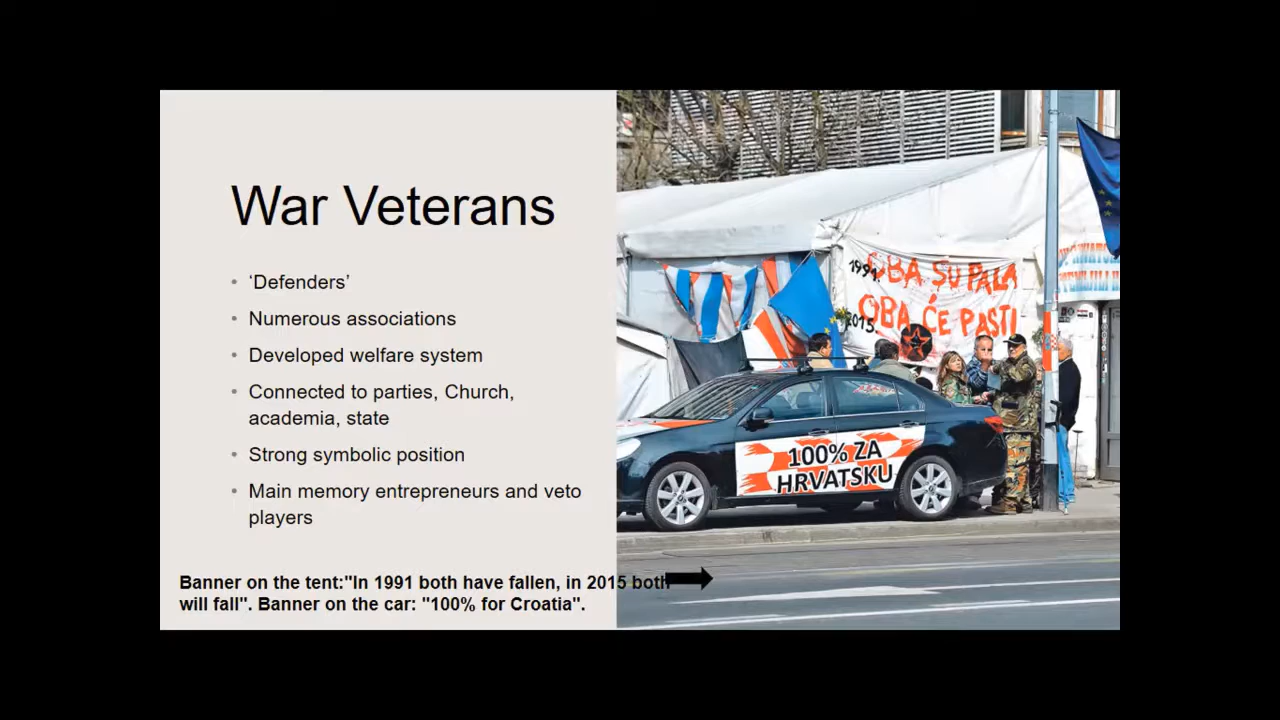 War Veterans
‘Defenders’
Numerous associations
Developed welfare system
Connected to parties, Church,
academia, state
Strong symbolic position
Main memory entrepreneurs and veto
players
Banner on the tent:"In 1991 both have fallen, in 2015 both
will fall". Banner on the car: "100% for Croatia".
1991. OBA SU PALA
2015. OBA ĆE PASTI
100% ZA
HRVATSKU